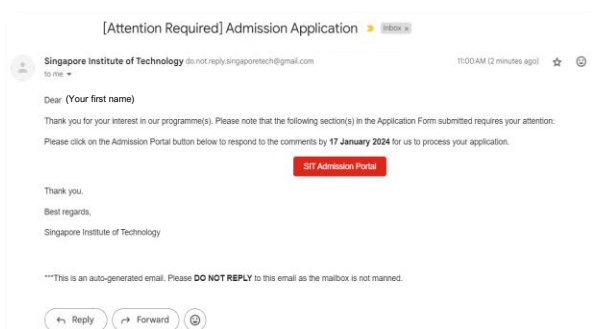 [Attention Required] Admission Application Inbox x
Singapore Institute of Technology do.not.reply.singaporetech@gmail.com 11:00 AM (2 minutes ago)
to me
Dear (Your first name)
Thank you for your interest in our programme(s). Please note that the following section(s) in the Application Form submitted requires your attention:
Please click on the Admission Portal button below to respond to the comments by 17 January 2024 for us to process your application.
SIT Admission Portal
Thank you.
Best regards,
Singapore Institute of Technology
***This is an auto-generated email. Please DO NOT REPLY to this email as the mailbox is not manned.
Reply Forward